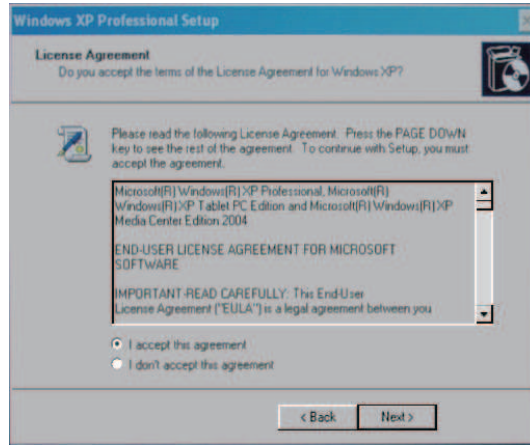 Windows XP Professional Setup
License Agreement
Do you accept the terms of the License Agreement for Windows XP?
Please read the following License Agreement. Press the PAGE DOWN
key to see the rest of the agreement. To continue with Setup, you must
accept the agreement.
Microsoft(R) Windows(R) XP Professional, Microsoft(R)
Windows(R) XP Tablet PC Edition and Microsoft(R) Windows(R) XP
Media Center Edition 2004
END-USER LICENSE AGREEMENT FOR MICROSOFT
SOFTWARE
IMPORTANT-READ CAREFULLY: This End-User
License Agreement ("EULA") is a legal agreement between you
I accept this agreement
I don't accept this agreement
< Back
Next >